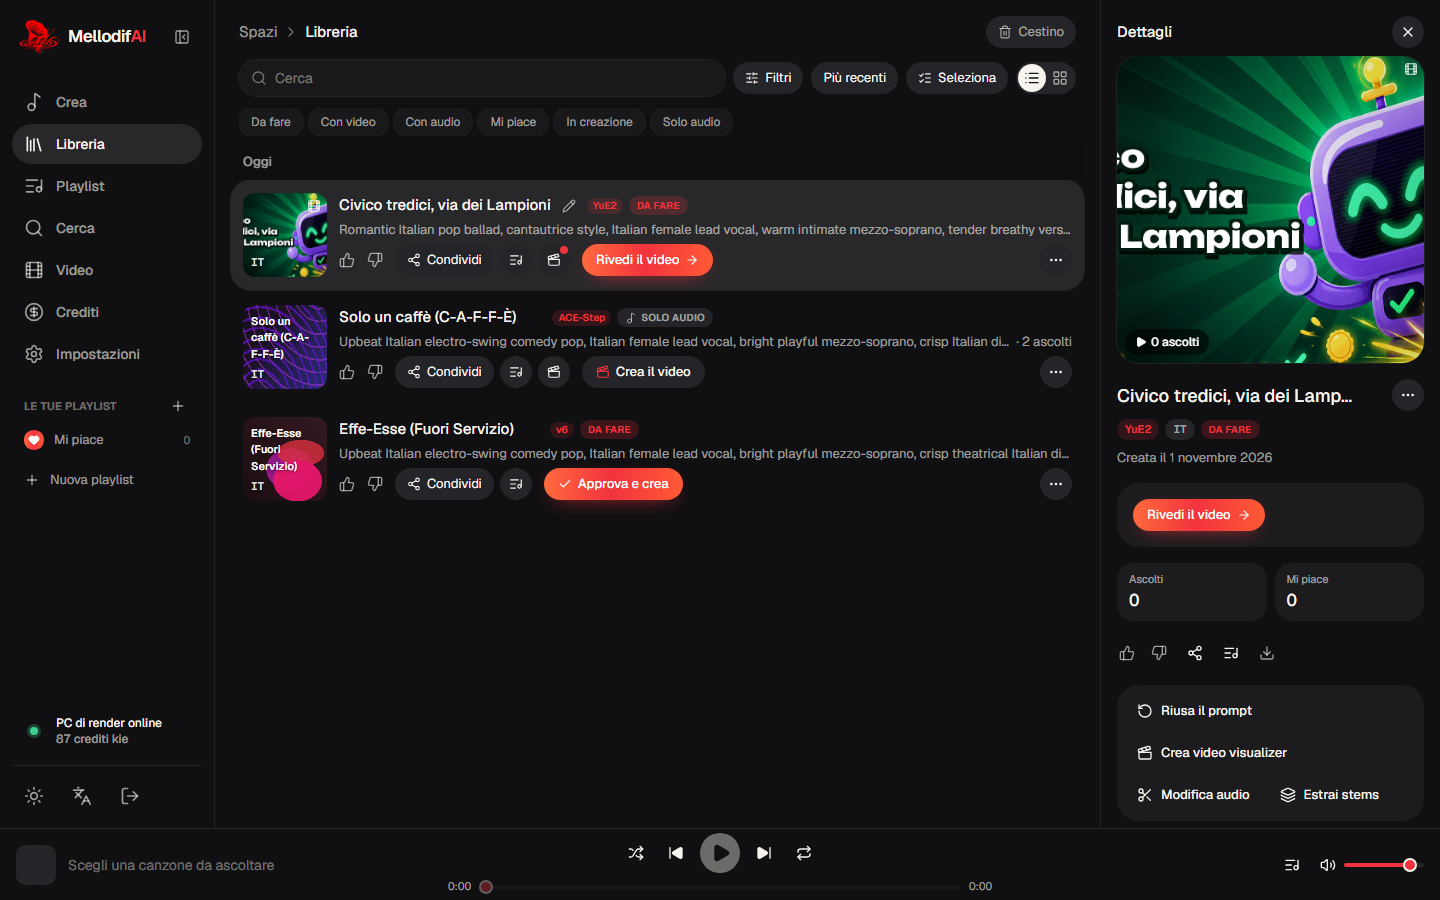 MellodifAI
Crea
Libreria
Playlist
Cerca
Video
Crediti
Impostazioni
LE TUE PLAYLIST
Mi piace
0
Nuova playlist
PC di render online
87 crediti kie
Spazi > Libreria
Cestino
Cerca
Filtri
Più recenti
Seleziona
Da fare
Con video
Con audio
Mi piace
In creazione
Solo audio
Oggi
lici, via
Lampioni
IT
Civico tredici, via dei Lampioni
YuE2
DA FARE
Romantic Italian pop ballad, cantautrice style, Italian female lead vocal, warm intimate mezzo-soprano, tender breathy vers...
Condividi
Rivedi il video
Solo un
caffè (C-A-
F-F-È)
IT
Solo un caffè (C-A-F-F-È)
ACE-Step
SOLO AUDIO
Upbeat Italian electro-swing comedy pop, Italian female lead vocal, bright playful mezzo-soprano, crisp Italian di... · 2 ascolti
Condividi
Crea il video
Effe-Esse
(Fuori
Servizio)
IT
Effe-Esse (Fuori Servizio)
v6
DA FARE
Upbeat Italian electro-swing comedy pop, Italian female lead vocal, bright playful mezzo-soprano, crisp theatrical Italian di...
Condividi
Approva e crea
Dettagli
co
lici, via
Lampioni
0 ascolti
Civico tredici, via dei Lamp...
YuE2
IT
DA FARE
Creata il 1 novembre 2026
Rivedi il video
Ascolti
0
Mi piace
0
Riusa il prompt
Crea video visualizer
Modifica audio
Estrai stems
Scegli una canzone da ascoltare
0:00
0:00